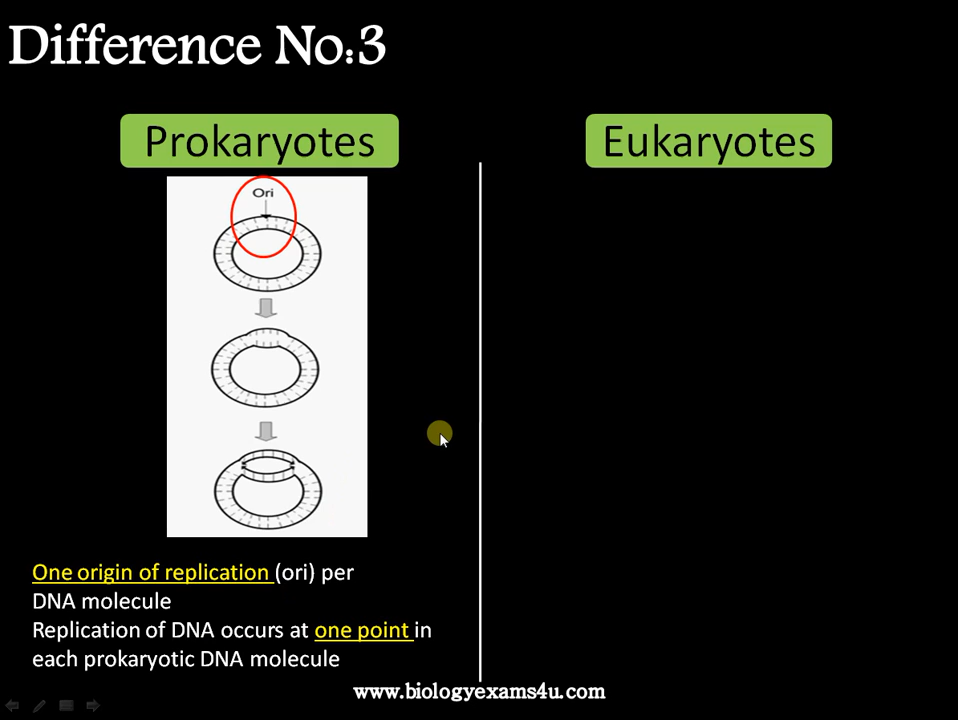 Difference No:3
Prokaryotes
Eukaryotes
Ori
One origin of replication (ori) per
DNA molecule
Replication of DNA occurs at one point in
each prokaryotic DNA molecule
www.biologyexams4u.com